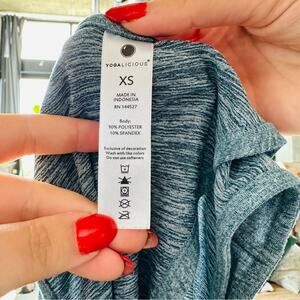 YOGALICIOUS®
XS
MADE IN
INDONESIA
RN 144527
Body:
90% POLYESTER
10% SPANDEX
Exclusive of decoration
Wash with like colors
Do not use softeners